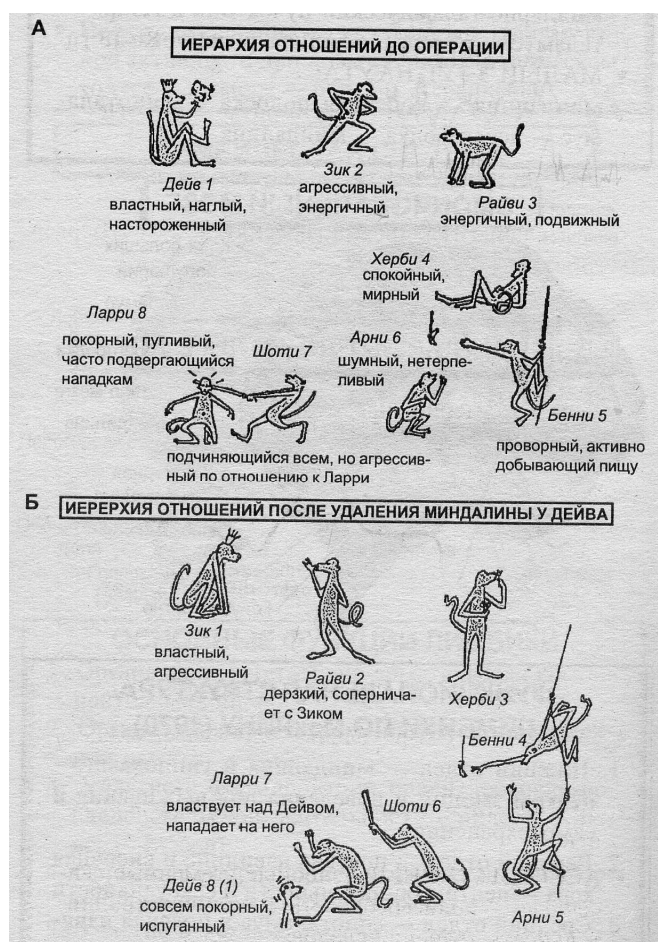 А
ИЕРАРХИЯ ОТНОШЕНИЙ ДО ОПЕРАЦИИ
Дейв 1
властный, наглый,
настороженный
Зик 2
агрессивный,
энергичный
Райви 3
энергичный, подвижный
Херби 4
спокойный,
мирный
Ларри 8
покорный, пугливый,
часто подвергающийся
нападкам
Шоти 7
Арни 6
шумный, нетерпе-
ливый
Бенни 5
проворный, активно
добывающий пищу
подчиняющийся всем, но агрессив-
ный по отношению к Ларри
Б
ИЕРЕРХИЯ ОТНОШЕНИЙ ПОСЛЕ УДАЛЕНИЯ МИНДАЛИНЫ У ДЕЙВА
Зик 1
властный,
агрессивный
Райви 2
дерзкий, сопернича-
ет с Зиком
Херби 3
Бенни 4
Ларри 7
властвует над Дейвом,
нападает на него
Шоти 6
Дейв 8 (1)
совсем покорный,
испуганный
Арни 5